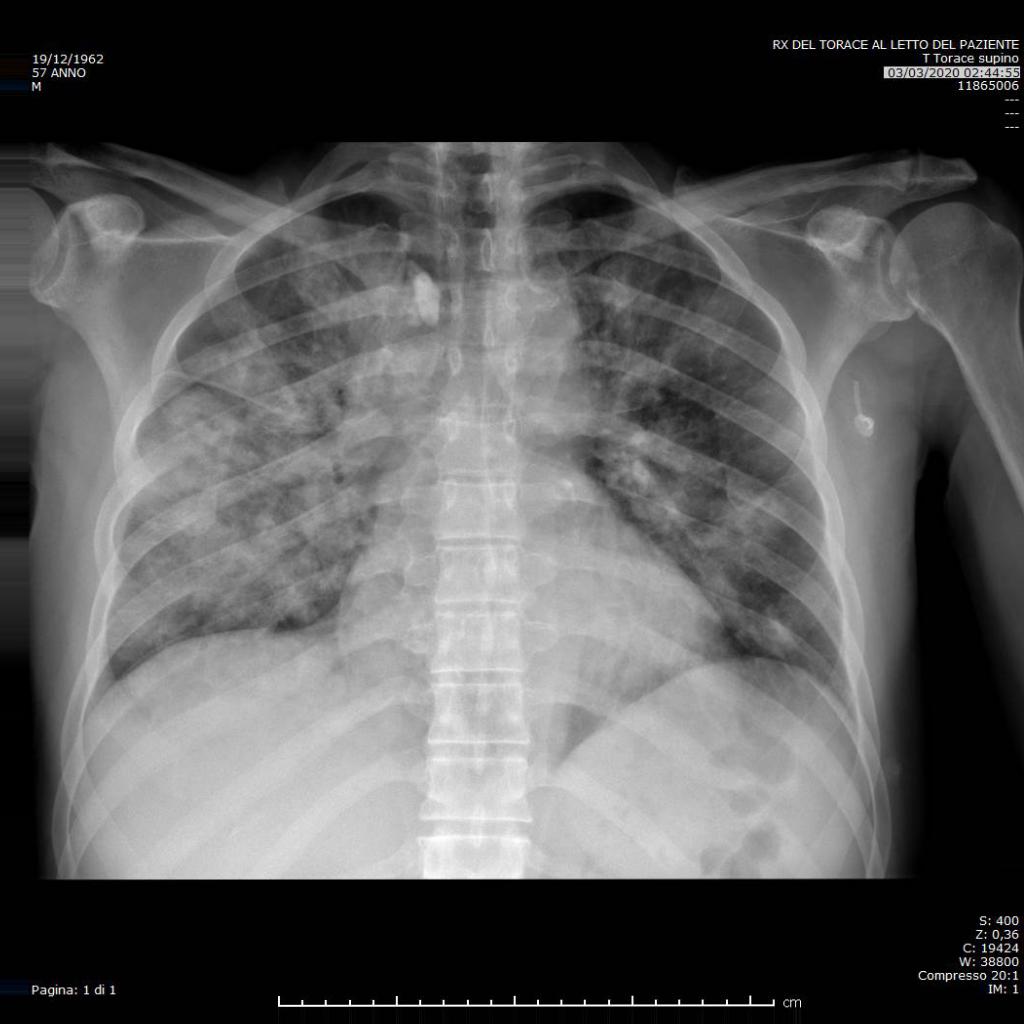 19/12/1962
57 ANNO
M
RX DEL TORACE AL LETTO DEL PAZIENTE
T Torace supino
03/03/2020 02:44:55
11865006
---
---
---
S: 400
Z: 0,36
C: 19424
W: 38800
Compresso 20:1
IM: 1
Pagina: 1 di 1
cm